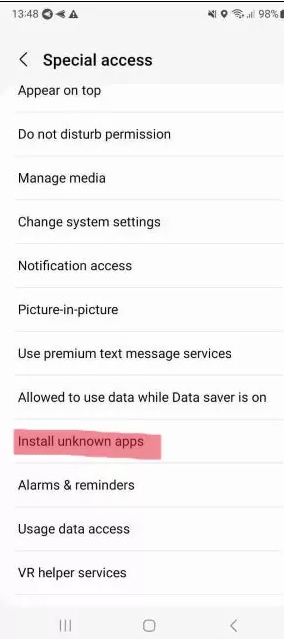 13:48 98%
Special access
Appear on top
Do not disturb permission
Manage media
Change system settings
Notification access
Picture-in-picture
Use premium text message services
Allowed to use data while Data saver is on
Install unknown apps
Alarms & reminders
Usage data access
VR helper services